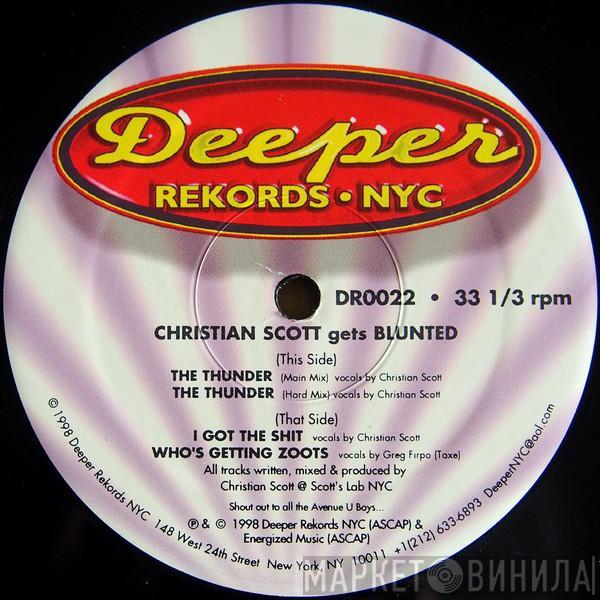 Deeper
REKORDS • NYC
DR0022 • 33 1/3 rpm
CHRISTIAN SCOTT gets BLUNTED
(This Side)
THE THUNDER (Main Mix) vocals by Christian Scott
THE THUNDER (Hard Mix) vocals by Christian Scott
(That Side)
I GOT THE SHIT vocals by Christian Scott
WHO'S GETTING ZOOTS vocals by Greg Firpo (Taxe)
All tracks written, mixed & produced by
Christian Scott @ Scott's Lab NYC
Shout out to all the Avenue U Boys...
℗ & © 1998 Deeper Rekords NYC (ASCAP) &
Energized Music (ASCAP)
© 1998 Deeper Rekords NYC 148 West 24th Street New York, NY 10011 +1(212) 633-6893 DeeperNYC@aol.com
МАРКЕТ ВИНИЛА